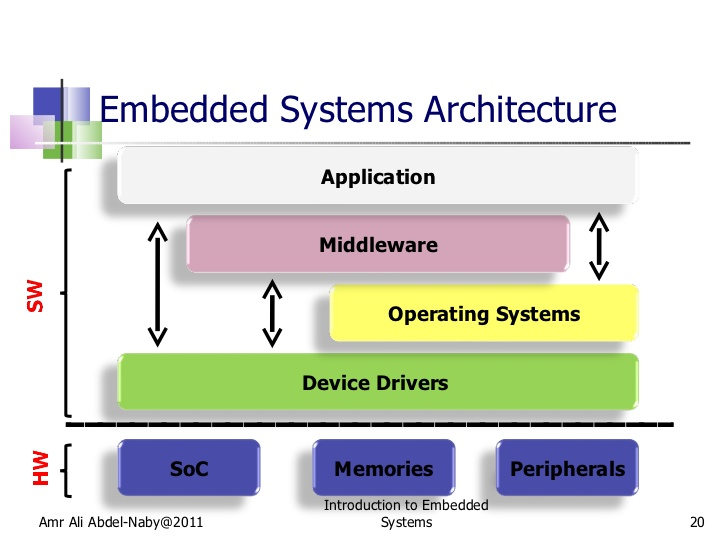 Embedded Systems Architecture
Application
Middleware
Operating Systems
Device Drivers
SW
SoC
Memories
Peripherals
HW
Amr Ali Abdel-Naby@2011
Introduction to Embedded
Systems
20